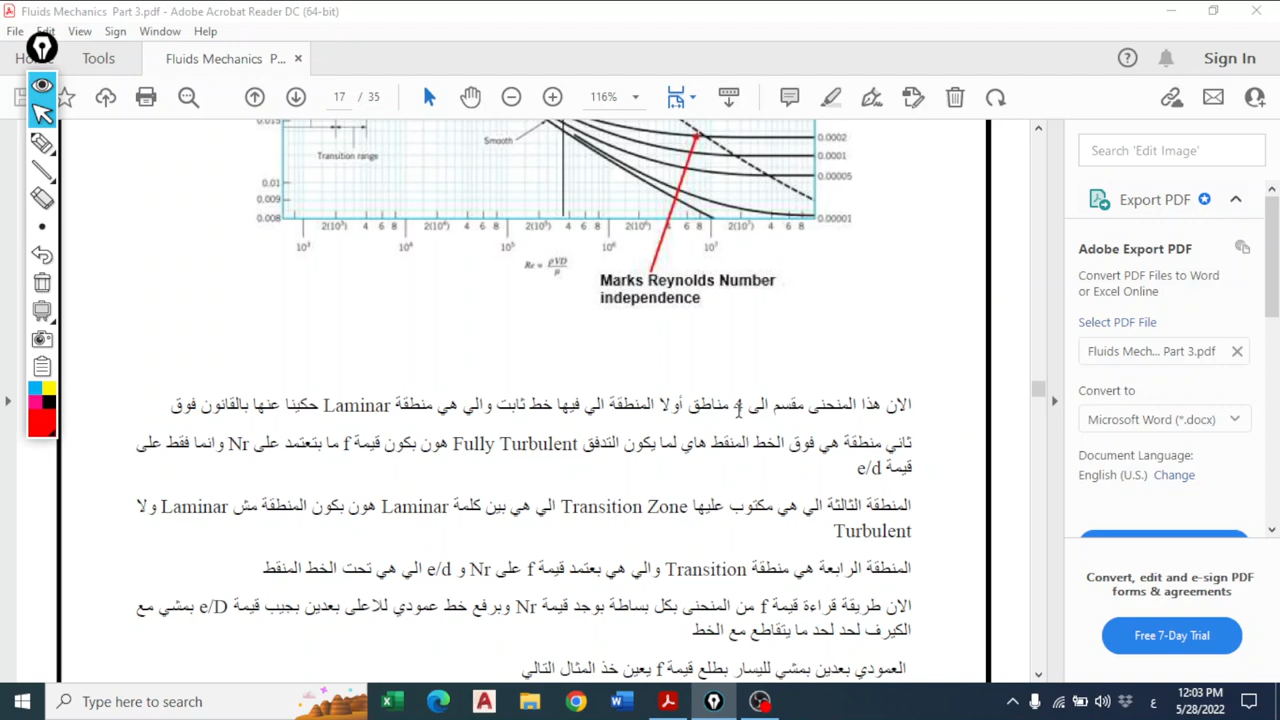 Fluids Mechanics Part 3.pdf - Adobe Acrobat Reader DC (64-bit)
File Edit View Sign Window Help
Tools
Fluids Mechanics P... ×
Sign In
17 / 35
116%
0.015
Smooth
Transition range
0.01
0.009
0.008
0.0002
0.0001
0.00005
0.00001
Re = ρVD/μ
Marks Reynolds Number
independence
الان هذا المنحنى مقسم الى 4 مناطق أولا المنطقة الي فيها خط ثابت والي هي منطقة Laminar حكينا عنها بالقانون فوق
ثاني منطقة هي فوق الخط المنقط هاي لما يكون التدفق Fully Turbulent هون بكون قيمة f ما بتعتمد على Nr وانما فقط على
قيمة e/d
المنطقة الثالثة الي هي مكتوب عليها Transition Zone الي هي بين كلمة Laminar هون بكون المنطقة مش Laminar ولا
Turbulent
المنطقة الرابعة هي منطقة Transition والي هي بعتمد قيمة f على Nr و e/d الي هي تحت الخط المنقط
الان طريقة قراءة قيمة f من المنحنى بكل بساطة بوجد قيمة Nr وبرفع خط عمودي للاعلى بعدين بجيب قيمة e/D بمشي مع
الكيرف لحد لحد ما يتقاطع مع الخط
العمودي بعدين بمشي لليسار بطلع قيمة f يعين خذ المثال التالي
Search 'Edit Image'
Export PDF
Adobe Export PDF
Convert PDF Files to Word
or Excel Online
Select PDF File
Fluids Mech... Part 3.pdf
Convert to
Microsoft Word (*.docx)
Document Language:
English (U.S.) Change
Convert, edit and e-sign PDF
forms & agreements
Free 7-Day Trial
Type here to search
ع
12:03 PM
5/28/2022